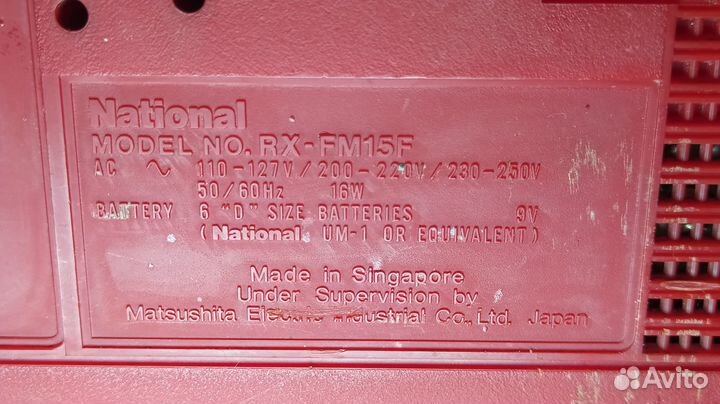 National
MODEL NO. RX-FM15F
AC ~ 110-127V/200-220V/230-250V
50/60Hz 16W
BATTERY 6 "D" SIZE BATTERIES 9V
(National UM-1 OR EQUIVALENT)
Made in Singapore
Under Supervision by
Matsushita Electric Industrial Co., Ltd. Japan
Avito